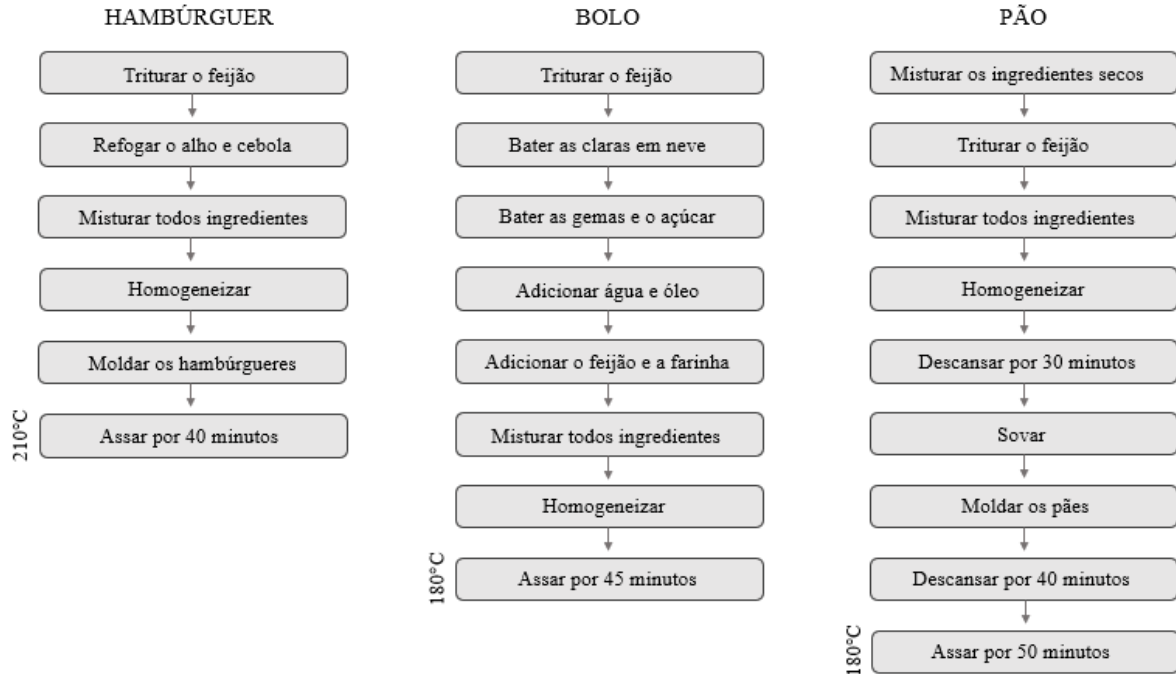 HAMBÚRGUER
Triturar o feijão
Refogar o alho e cebola
Misturar todos ingredientes
Homogeneizar
Moldar os hambúrgueres
210°C
Assar por 40 minutos
BOLO
Triturar o feijão
Bater as claras em neve
Bater as gemas e o açúcar
Adicionar água e óleo
Adicionar o feijão e a farinha
Misturar todos ingredientes
Homogeneizar
180°C
Assar por 45 minutos
PÃO
Misturar os ingredientes secos
Triturar o feijão
Misturar todos ingredientes
Homogeneizar
Descansar por 30 minutos
Sovar
Moldar os pães
Descansar por 40 minutos
180°C
Assar por 50 minutos